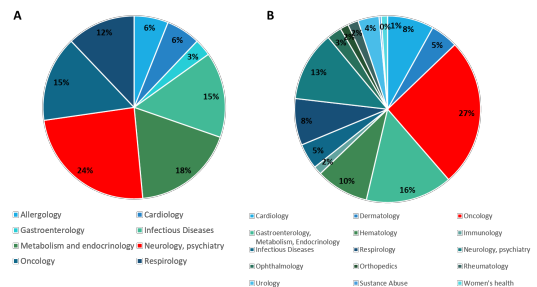 A
6%
6%
3%
15%
18%
24%
15%
12%
Allergology
Cardiology
Gastroenterology
Infectious Diseases
Metabolism and endocrinology
Neurology, psychiatry
Oncology
Respirology
B
8%
5%
27%
16%
10%
2%
5%
8%
13%
3%
2%
4%
0%
1%
Cardiology
Dermatology
Oncology
Gastroenterology,
Metabolism, Endocrinology
Hematology
Immunology
Infectious Diseases
Respirology
Neurology, psychiatry
Ophthalmology
Orthopedics
Rheumatology
Urology
Sustance Abuse
Women's health